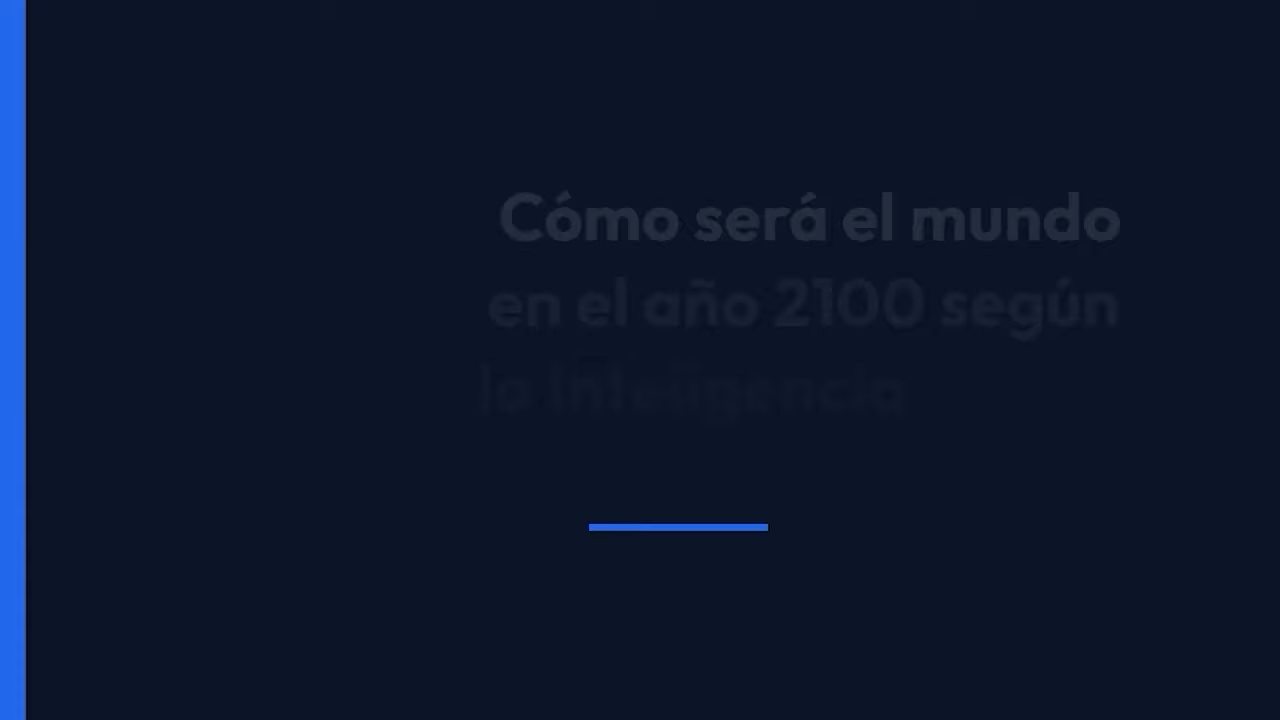 Cómo será el mundo
en el año 2100 según
la Inteligencia